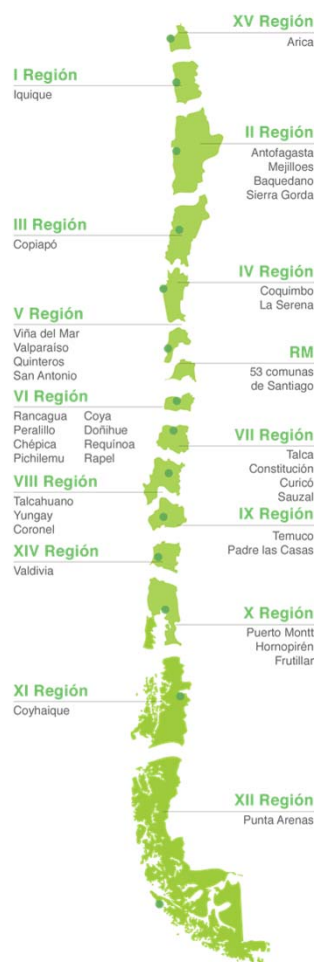 XV Región
Arica
I Región
Iquique
II Región
Antofagasta
Mejilloes
Baquedano
Sierra Gorda
III Región
Copiapó
IV Región
Coquimbo
La Serena
V Región
Viña del Mar
Valparaíso
Quinteros
San Antonio
RM
53 comunas
de Santiago
VI Región
Rancagua Coya
Peralillo Doñihue
Chépica Requínoa
Pichilemu Rapel
VII Región
Talca
Constitución
Curicó
Sauzal
VIII Región
Talcahuano
Yungay
Coronel
IX Región
Temuco
Padre las Casas
XIV Región
Valdivia
X Región
Puerto Montt
Hornopirén
Frutillar
XI Región
Coyhaique
XII Región
Punta Arenas